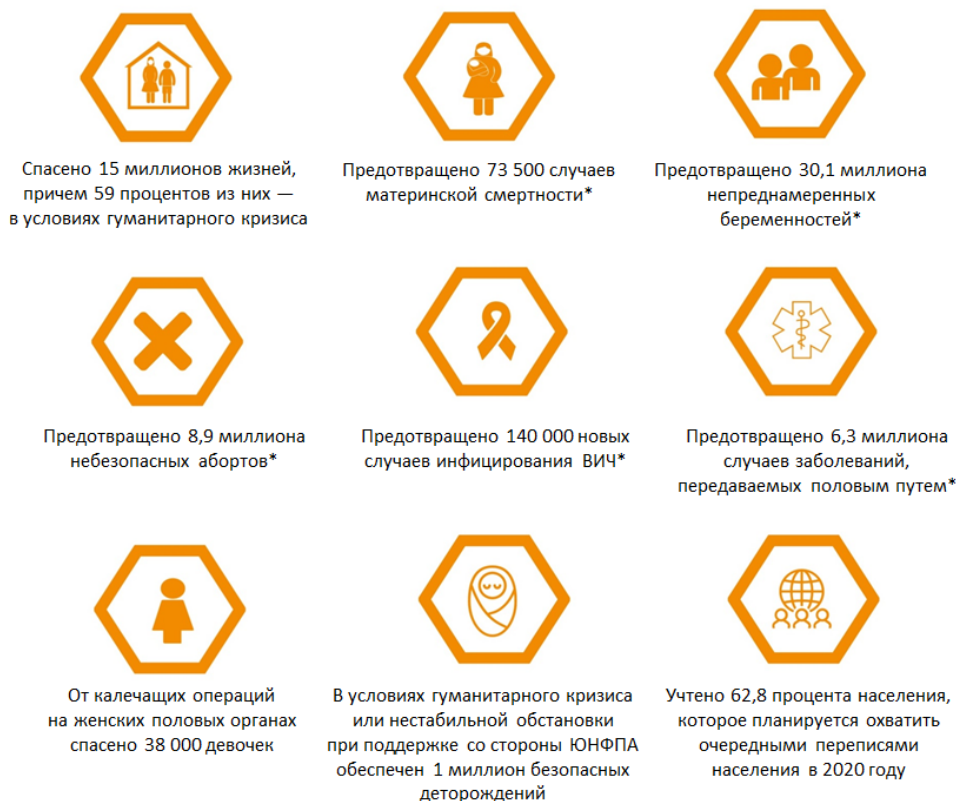 Спасено 15 миллионов жизней,
причем 59 процентов из них —
в условиях гуманитарного кризиса
Предотвращено 73 500 случаев
материнской смертности*
Предотвращено 30,1 миллиона
непреднамеренных
беременностей*
Предотвращено 8,9 миллиона
небезопасных абортов*
Предотвращено 140 000 новых
случаев инфицирования ВИЧ*
Предотвращено 6,3 миллиона
случаев заболеваний,
передаваемых половым путем*
От калечащих операций
на женских половых органах
спасено 38 000 девочек
В условиях гуманитарного кризиса
или нестабильной обстановки
при поддержке со стороны ЮНФПА
обеспечен 1 миллион безопасных
деторождений
Учтено 62,8 процента населения,
которое планируется охватить
очередными переписями
населения в 2020 году